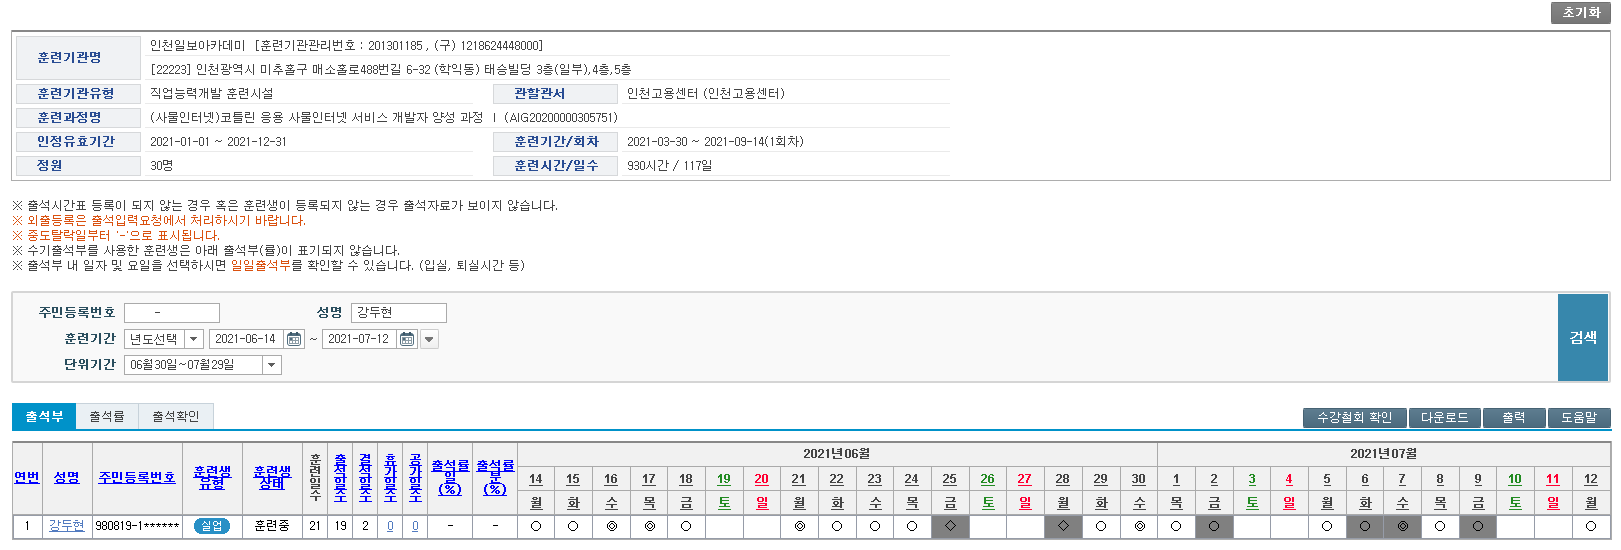 초기화
훈련기관명 인천일보아카데미 [훈련기관관리번호 : 201301185 , (구) 1218624448000]
[22223] 인천광역시 미추홀구 매소홀로488번길 6-32 (학익동) 태승빌딩 3층(일부),4층,5층
훈련기관유형 직업능력개발 훈련시설 관할관서 인천고용센터 (인천고용센터)
훈련과정명 (사물인터넷)코틀린 응용 사물인터넷 서비스 개발자 양성 과정 | (AIG20200000305751)
인정유효기간 2021-01-01 ~ 2021-12-31 훈련기간/회차 2021-03-30 ~ 2021-09-14(1회차)
정원 30명 훈련시간/일수 930시간 / 117일
※ 출석시간표 등록이 되지 않는 경우 혹은 훈련생이 등록되지 않는 경우 출석자료가 보이지 않습니다.
※ 외출등록은 출석입력요청에서 처리하시기 바랍니다.
※ 중도탈락일부터 '-'으로 표시됩니다.
※ 수기출석부를 사용한 훈련생은 아래 출석부(률)이 표기되지 않습니다.
※ 출석부 내 일자 및 요일을 선택하시면 일일출석부를 확인할 수 있습니다. (입실, 퇴실시간 등)
주민등록번호 - 성명 강두현
훈련기간 년도선택 2021-06-14 ~ 2021-07-12
단위기간 06월30일~07월29일
검색
출석부 출석률 출석확인 수강철회 확인 다운로드 출력 도움말
연번 성명 주민등록번호 훈련생유형 훈련생상태 훈련일수 출석일수 결석일수 휴가일수 공가일수 출석률일(%) 출석률분(%) 2021년06월 2021년07월
14 15 16 17 18 19 20 21 22 23 24 25 26 27 28 29 30 1 2 3 4 5 6 7 8 9 10 11 12
월 화 수 목 금 토 일 월 화 수 목 금 토 일 월 화 수 목 금 토 일 월 화 수 목 금 토 일 월
1 강두현 980819-1****** 실업 훈련중 21 19 2 0 0 - - ○ ○ ◎ ◎ ○ ◎ ○ ○ ○ ◇ ◇ ○ ◎ ○ ○ ○ ○ ◎ ○ ○ ○